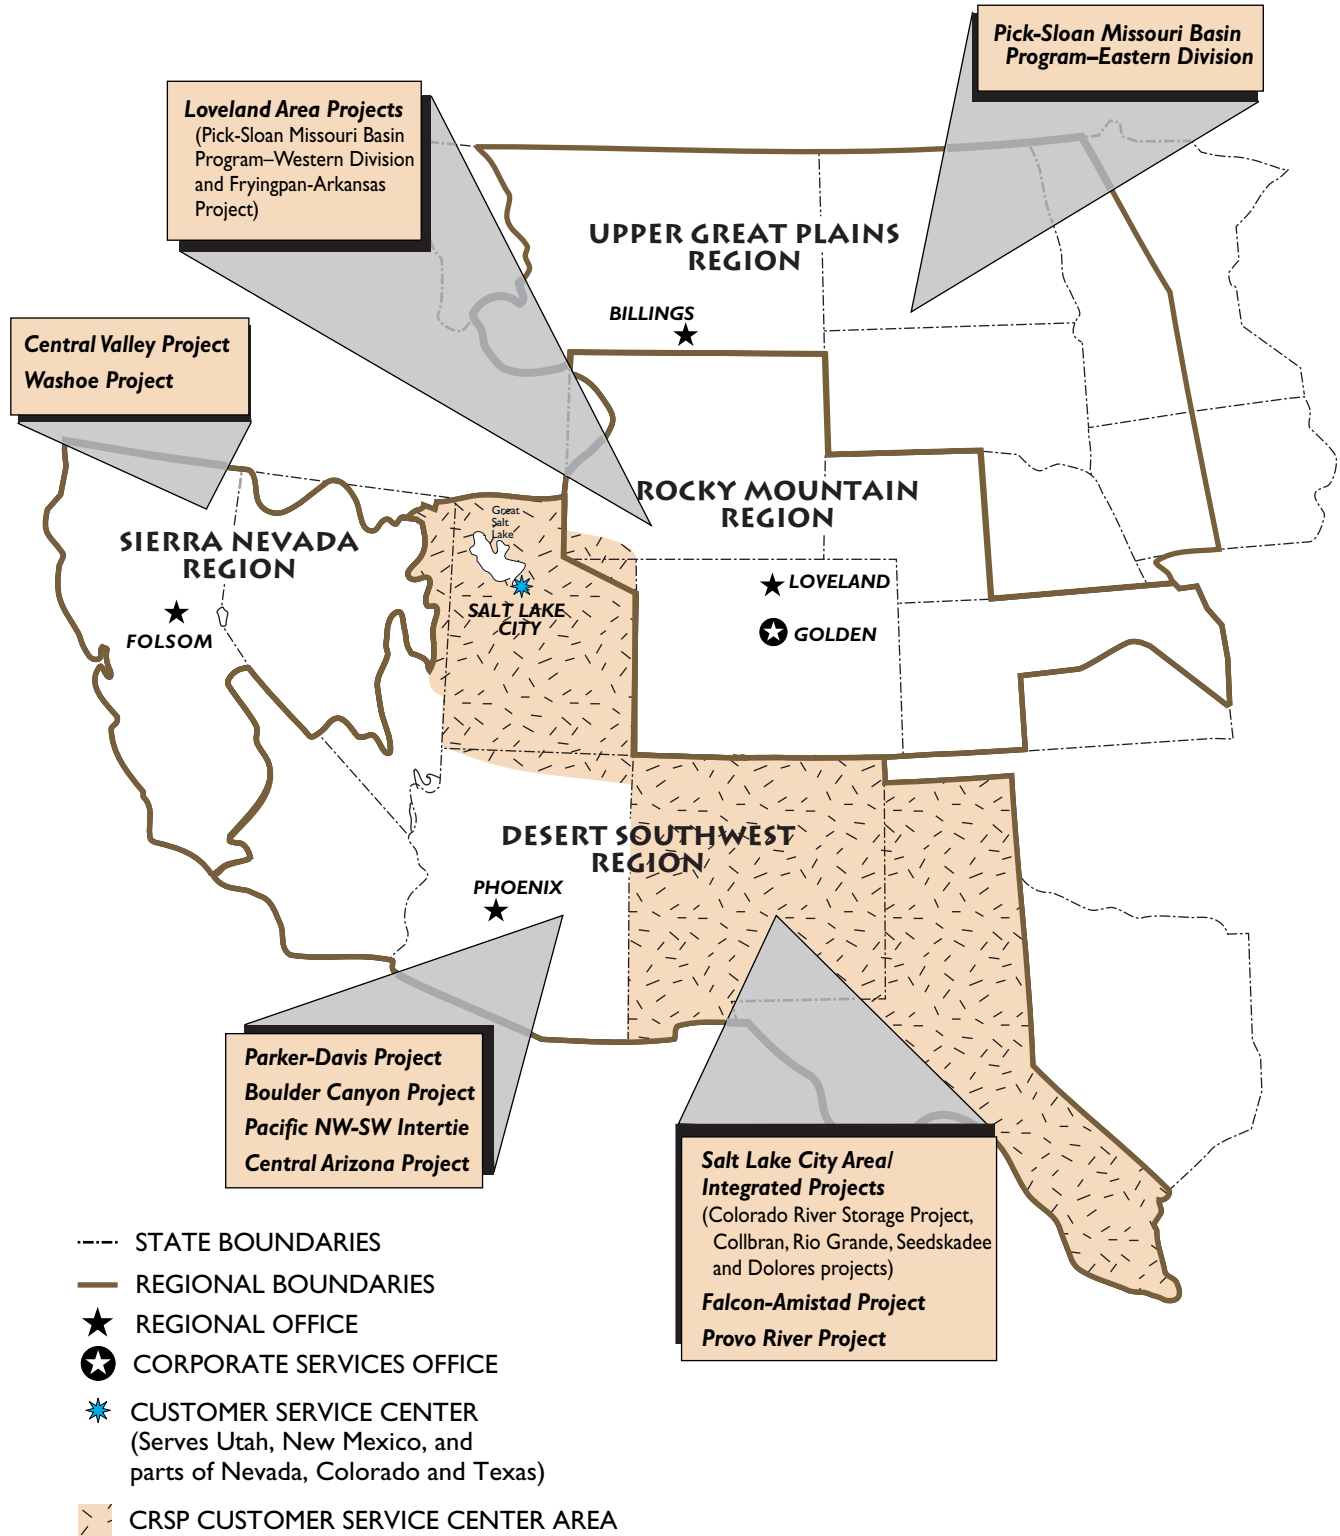 Pick-Sloan Missouri Basin
Program–Eastern Division
Loveland Area Projects
(Pick-Sloan Missouri Basin
Program–Western Division
and Fryingpan-Arkansas
Project)
UPPER GREAT PLAINS
REGION
BILLINGS
Central Valley Project
Washoe Project
ROCKY MOUNTAIN
REGION
Great
Salt
Lake
SIERRA NEVADA
REGION
LOVELAND
SALT LAKE
CITY
FOLSOM
GOLDEN
DESERT SOUTHWEST
REGION
PHOENIX
Parker-Davis Project
Boulder Canyon Project
Pacific NW-SW Intertie
Central Arizona Project
Salt Lake City Area/
Integrated Projects
(Colorado River Storage Project,
Collbran, Rio Grande, Seedskadee
and Dolores projects)
Falcon-Amistad Project
Provo River Project
STATE BOUNDARIES
REGIONAL BOUNDARIES
REGIONAL OFFICE
CORPORATE SERVICES OFFICE
CUSTOMER SERVICE CENTER
(Serves Utah, New Mexico, and
parts of Nevada, Colorado and Texas)
CRSP CUSTOMER SERVICE CENTER AREA